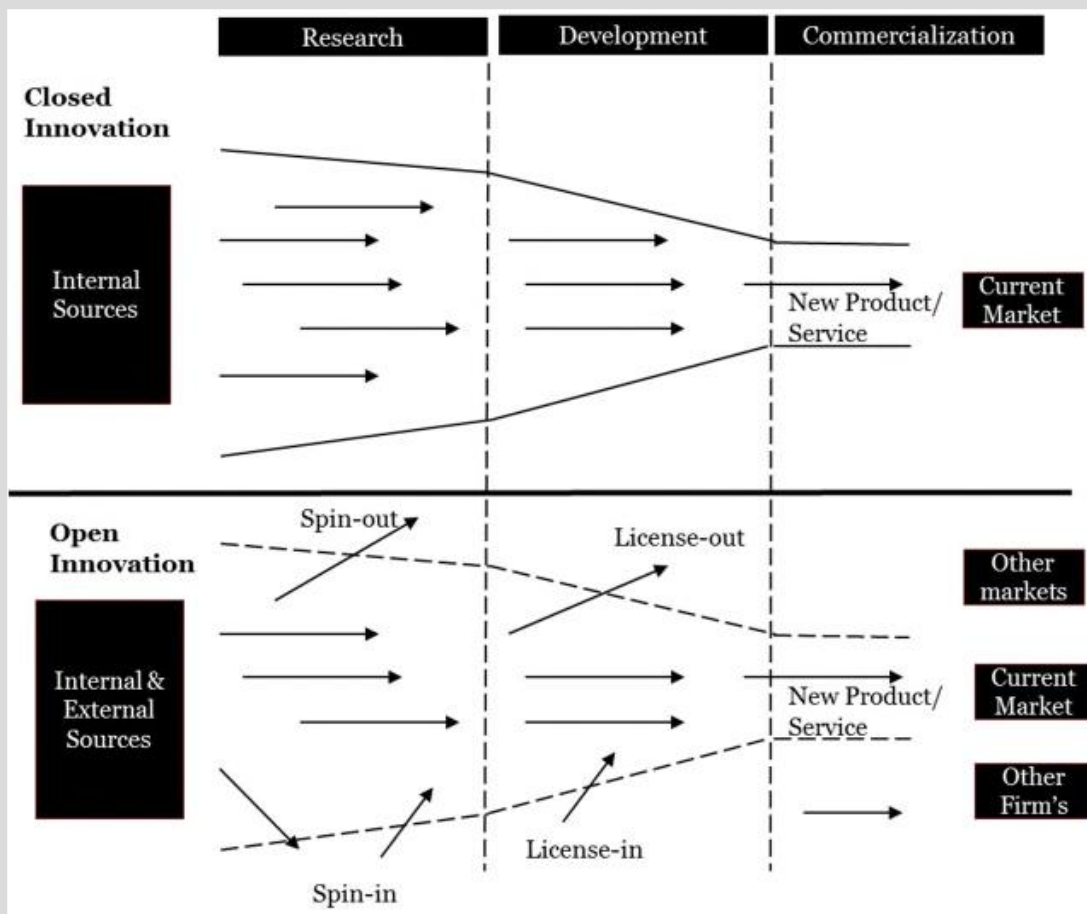 Research
Development
Commercialization
Closed
Innovation
Internal
Sources
New Product/
Service
Current
Market
Open
Innovation
Spin-out
License-out
Other
markets
Internal &
External
Sources
New Product/
Service
Current
Market
Other
Firm's
License-in
Spin-in